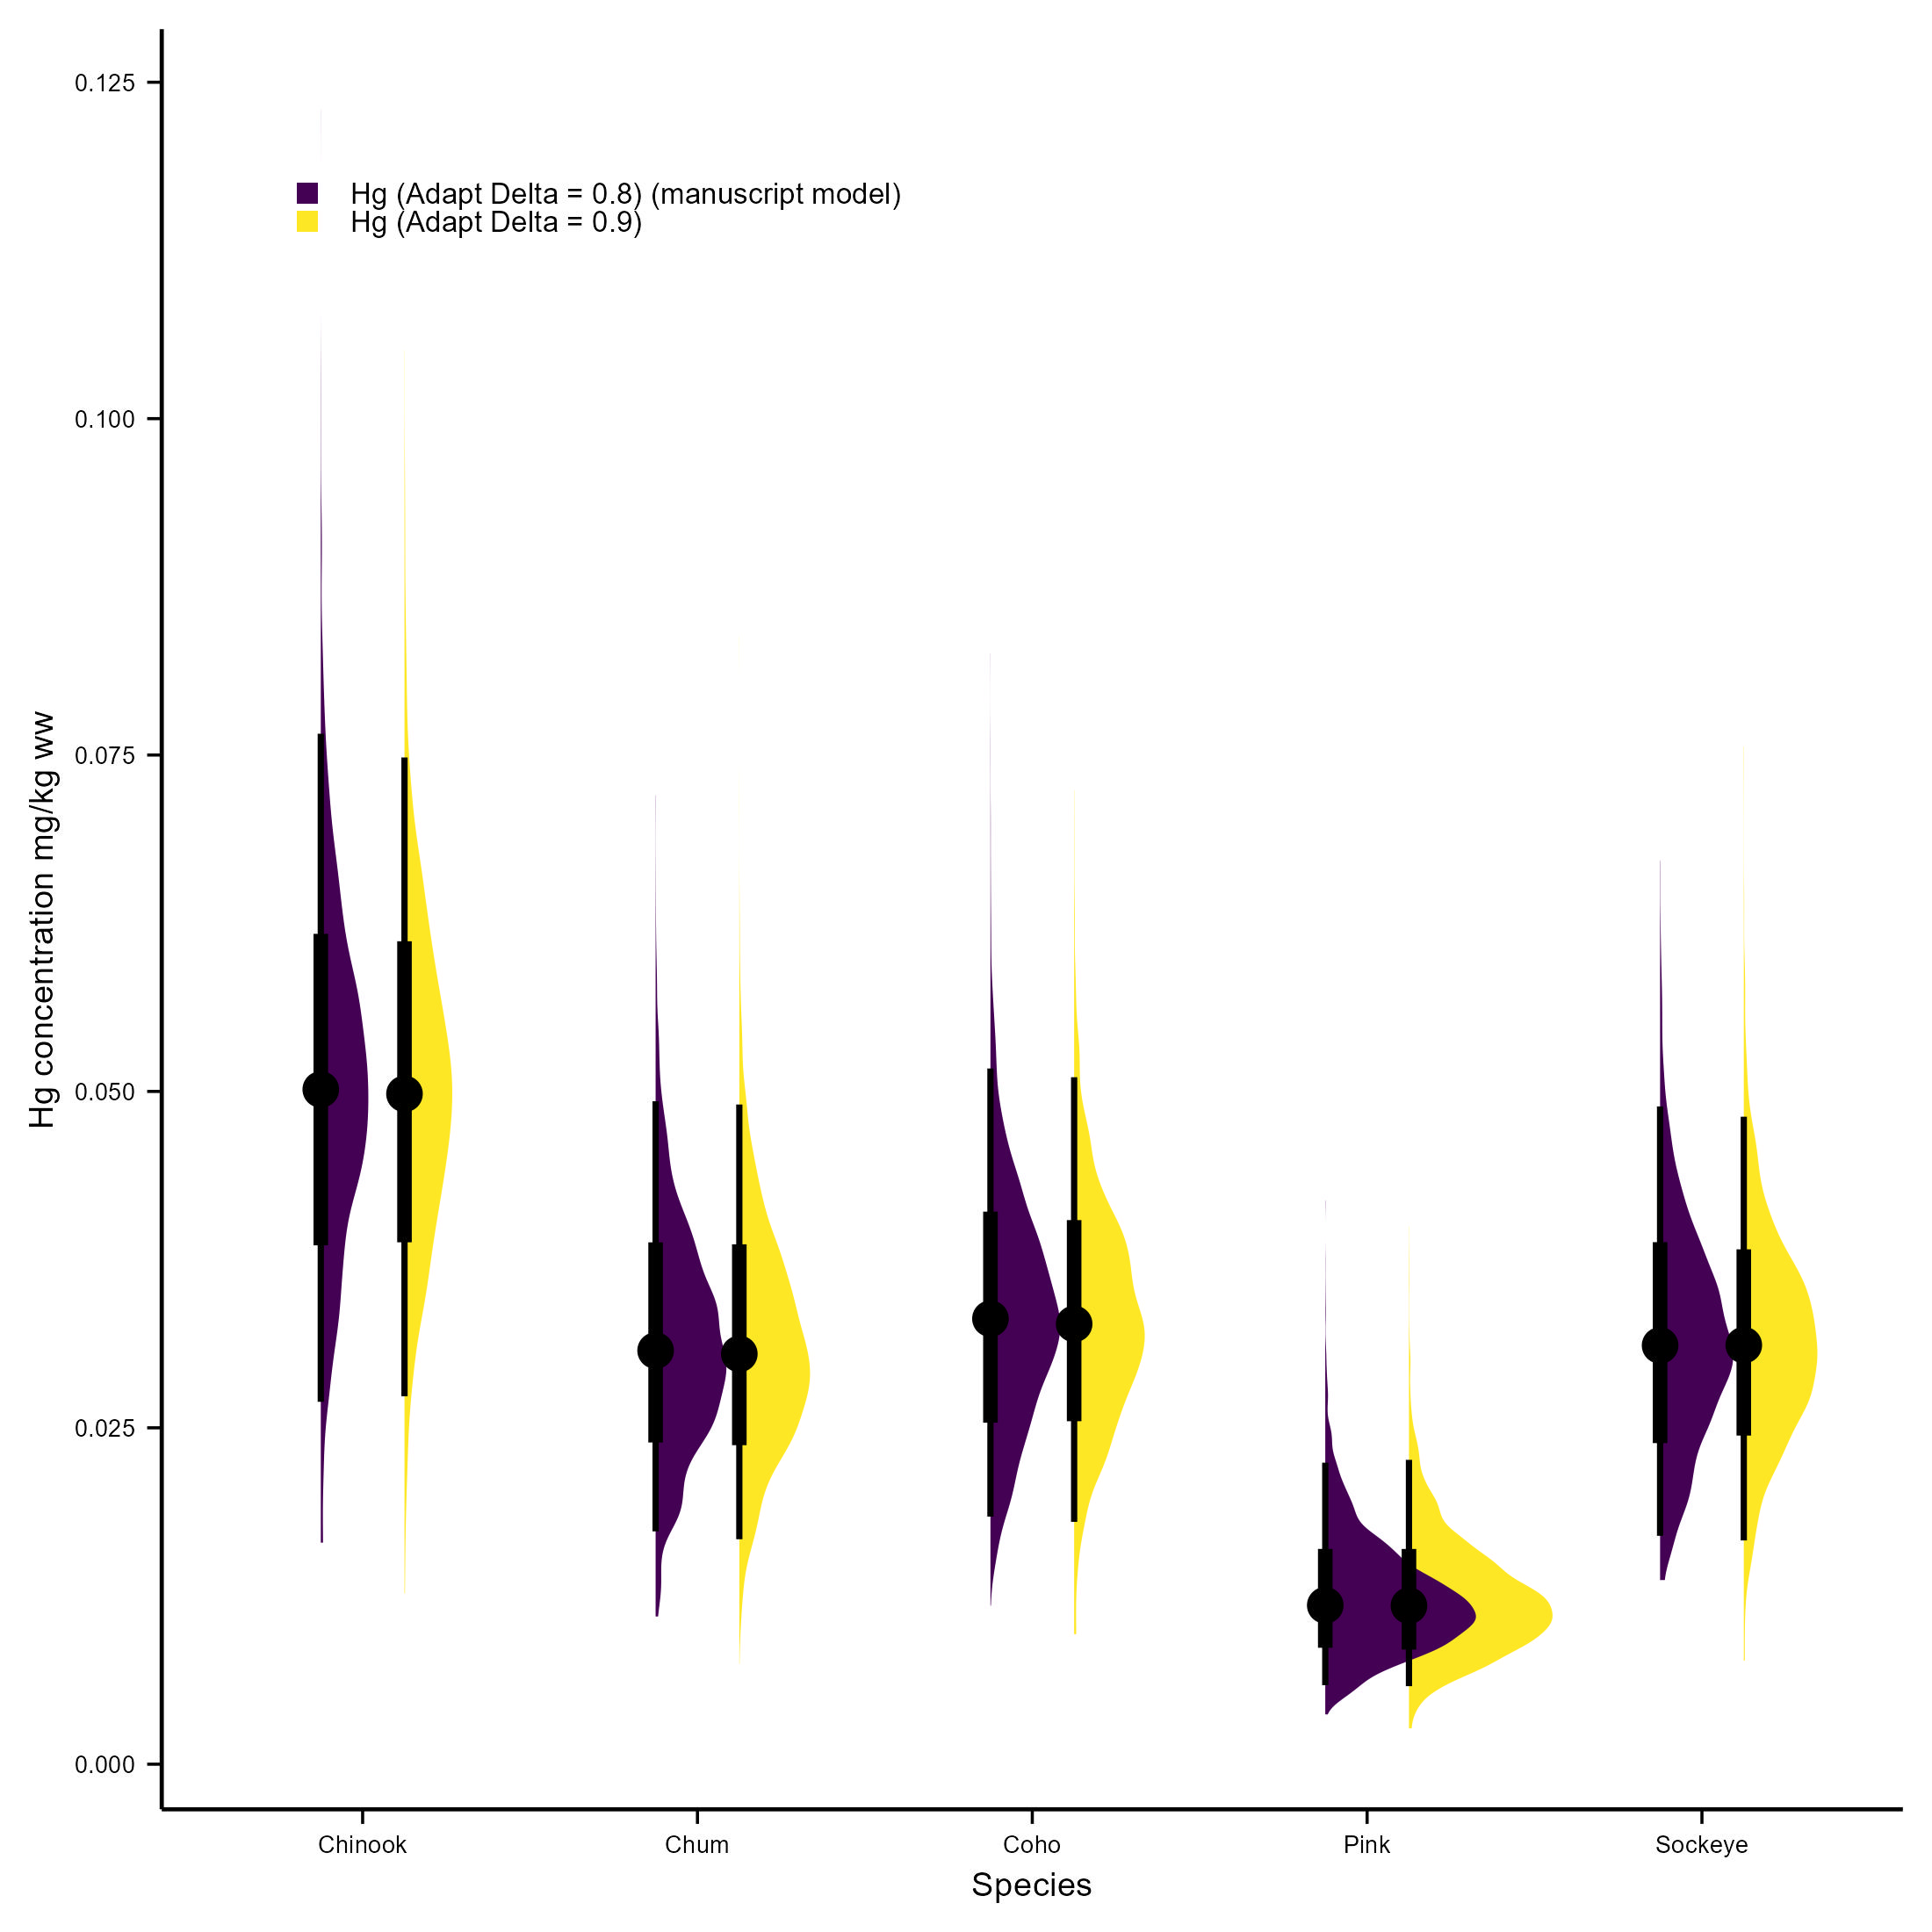 0.125
Hg (Adapt Delta = 0.8) (manuscript model)
Hg (Adapt Delta = 0.9)
0.100
0.075
Hg concentration mg/kg ww
0.050
0.025
0.000
Chinook Chum Coho Pink Sockeye
Species